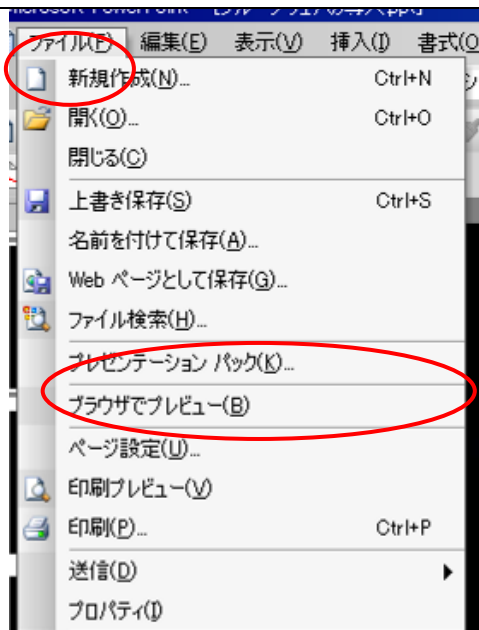 ファイル(F) 編集(E) 表示(V) 挿入(I) 書式(O
新規作成(N)... Ctrl+N
開く(O)... Ctrl+O
閉じる(C)
上書き保存(S) Ctrl+S
名前を付けて保存(A)...
Web ページとして保存(G)...
ファイル検索(H)...
プレゼンテーション パック(K)...
ブラウザでプレビュー(B)
ページ設定(U)...
印刷プレビュー(V)
印刷(P)... Ctrl+P
送信(D)
プロパティ(I)